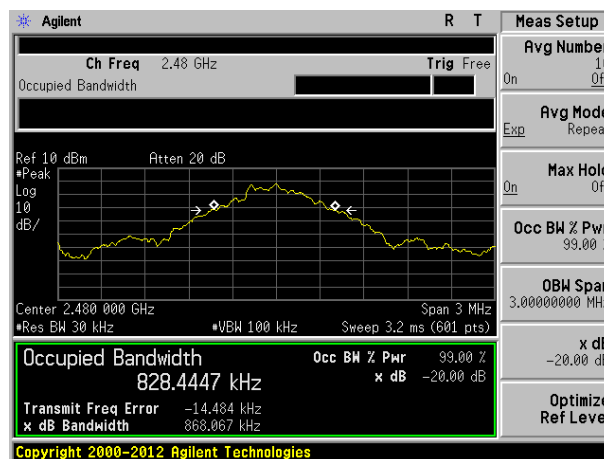 Agilent R T
Ch Freq 2.48 GHz Trig Free
Occupied Bandwidth
Ref 10 dBm Atten 20 dB
#Peak
Log
10
dB/
Center 2.480 000 GHz Span 3 MHz
#Res BW 30 kHz #VBW 100 kHz Sweep 3.2 ms (601 pts)
Occupied Bandwidth Occ BW % Pwr 99.00 %
828.4447 kHz x dB -20.00 dB
Transmit Freq Error -14.484 kHz
x dB Bandwidth 868.067 kHz
Copyright 2000-2012 Agilent Technologies
Meas Setup
Avg Number
10
On Of
Avg Mode
Exp Repea
Max Hold
On Of
Occ BW % Pwr
99.00 %
OBW Span
3.00000000 MH
x dB
-20.00 dB
Optimize
Ref Level